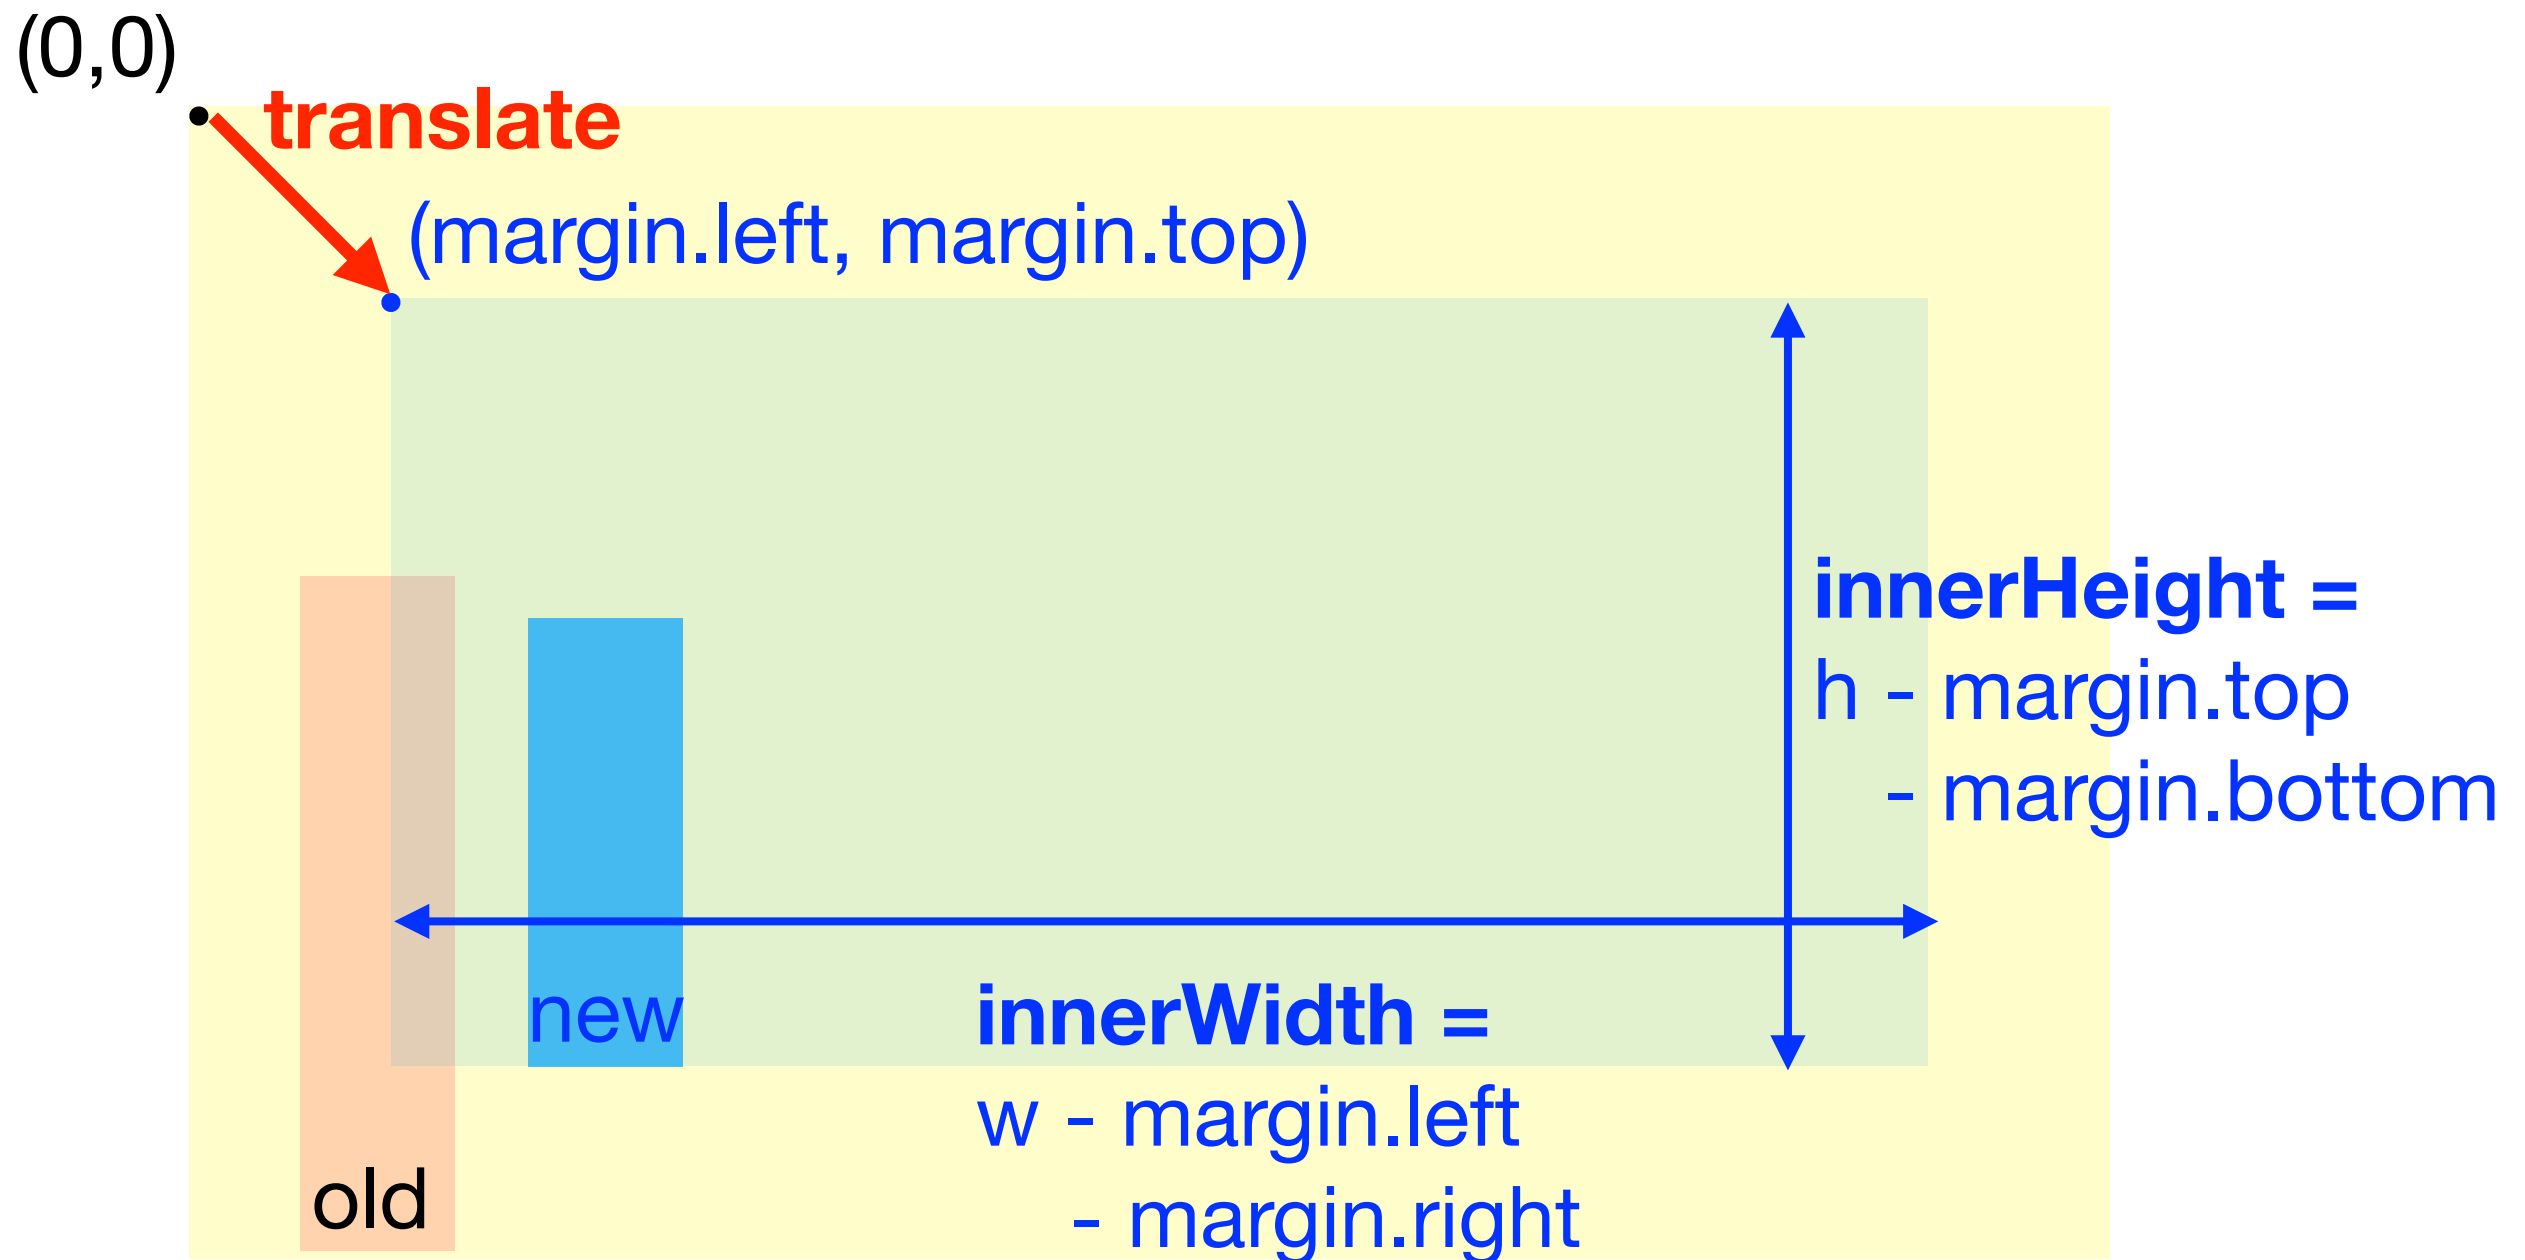 (0,0)
translate
(margin.left, margin.top)
innerHeight =
h - margin.top
- margin.bottom
new
innerWidth =
w - margin.left
- margin.right
old